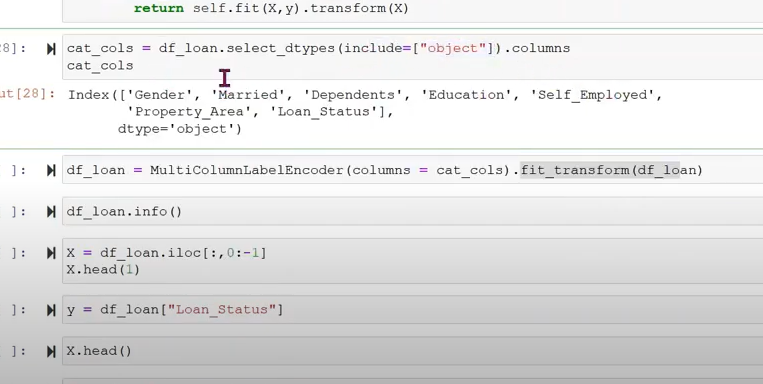 return self.fit(X,y).transform(X)
8]: cat_cols = df_loan.select_dtypes(include=["object"]).columns
cat_cols
ut[28]: Index(['Gender', 'Married', 'Dependents', 'Education', 'Self_Employed',
'Property_Area', 'Loan_Status'],
dtype='object')
]: df_loan = MultiColumnLabelEncoder(columns = cat_cols).fit_transform(df_loan)
]: df_loan.info()
]: X = df_loan.iloc[:,0:-1]
X.head(1)
]: y = df_loan["Loan_Status"]
]: X.head()